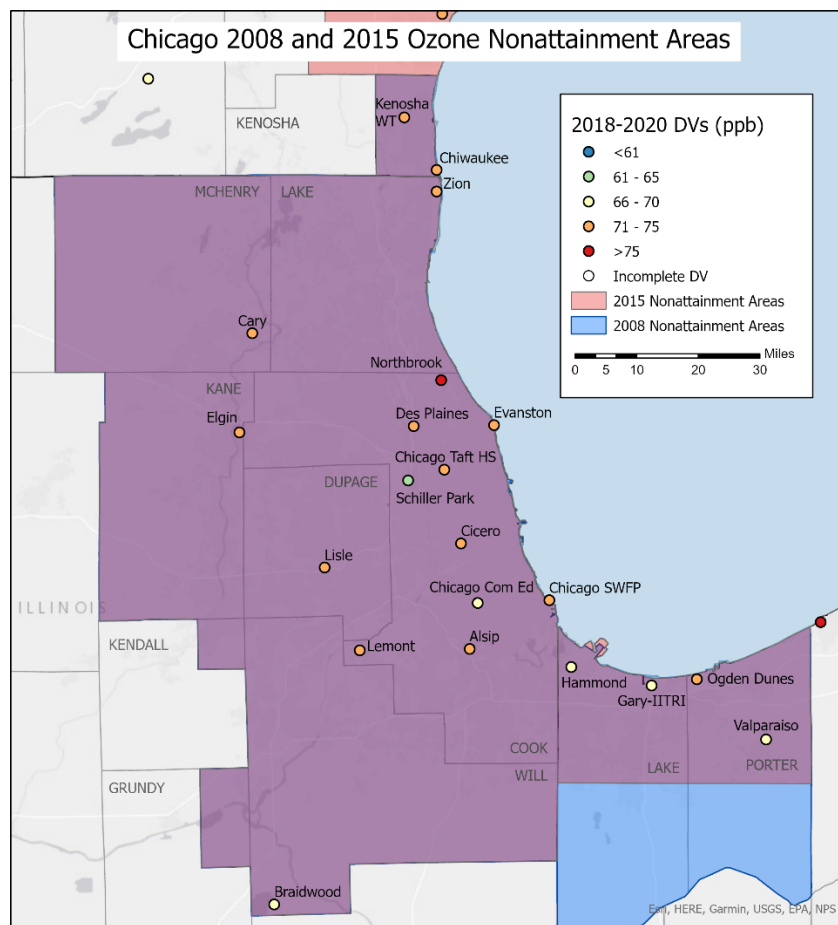 Chicago 2008 and 2015 Ozone Nonattainment Areas
2018-2020 DVs (ppb)
<61
61 - 65
66 - 70
71 - 75
>75
Incomplete DV
2015 Nonattainment Areas
2008 Nonattainment Areas
Miles
0 5 10 20 30
Kenosha
WT
KENOSHA
Chiwaukee
Zion
MCHENRY
LAKE
Cary
Northbrook
KANE
Elgin
Des Plaines
Evanston
Chicago Taft HS
DUPAGE
Schiller Park
Cicero
Lisle
Chicago Com Ed
Chicago SWFP
ILLINOIS
KENDALL
Lemont
Alsip
Hammond
Ogden Dunes
Gary-IITRI
Valparaiso
COOK
WILL
LAKE
PORTER
GRUNDY
Braidwood
Esri, HERE, Garmin, USGS, EPA, NPS